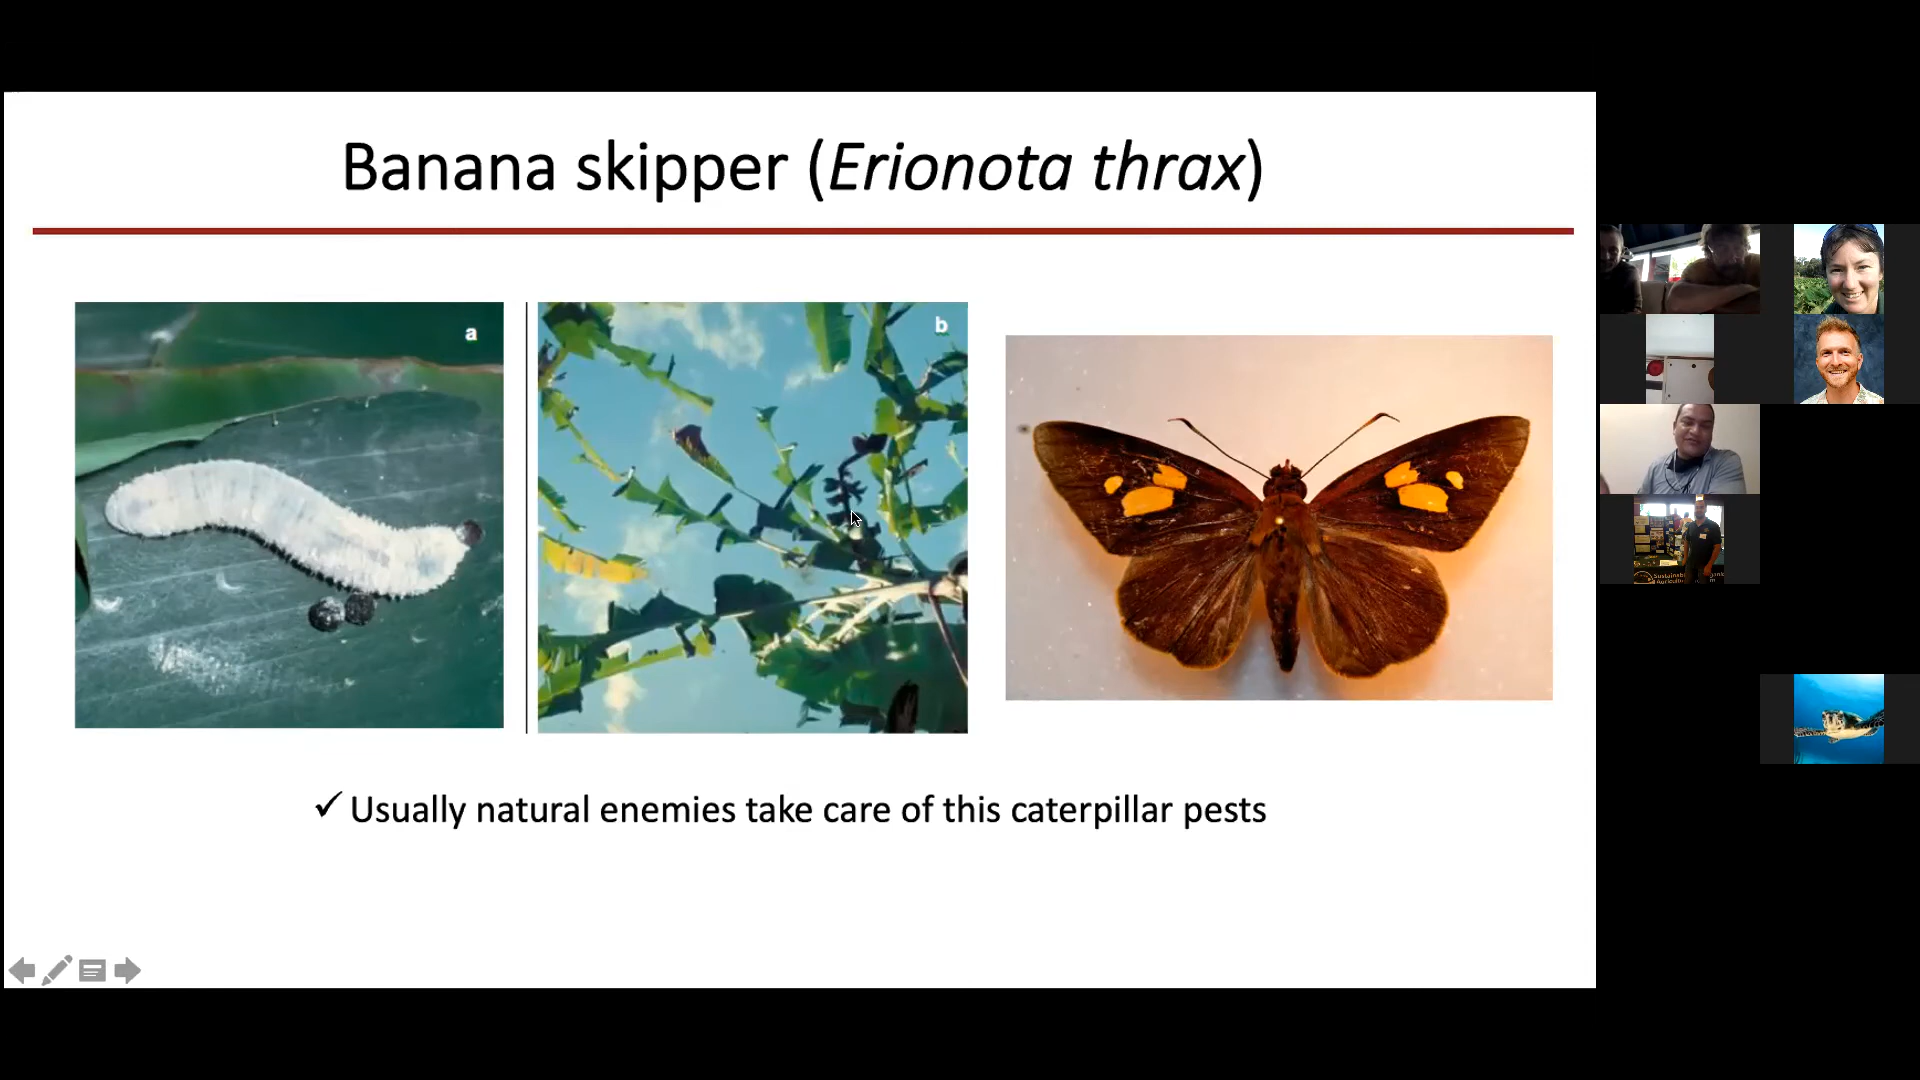 Banana skipper (Erionota thrax)
a
b
✓ Usually natural enemies take care of this caterpillar pests